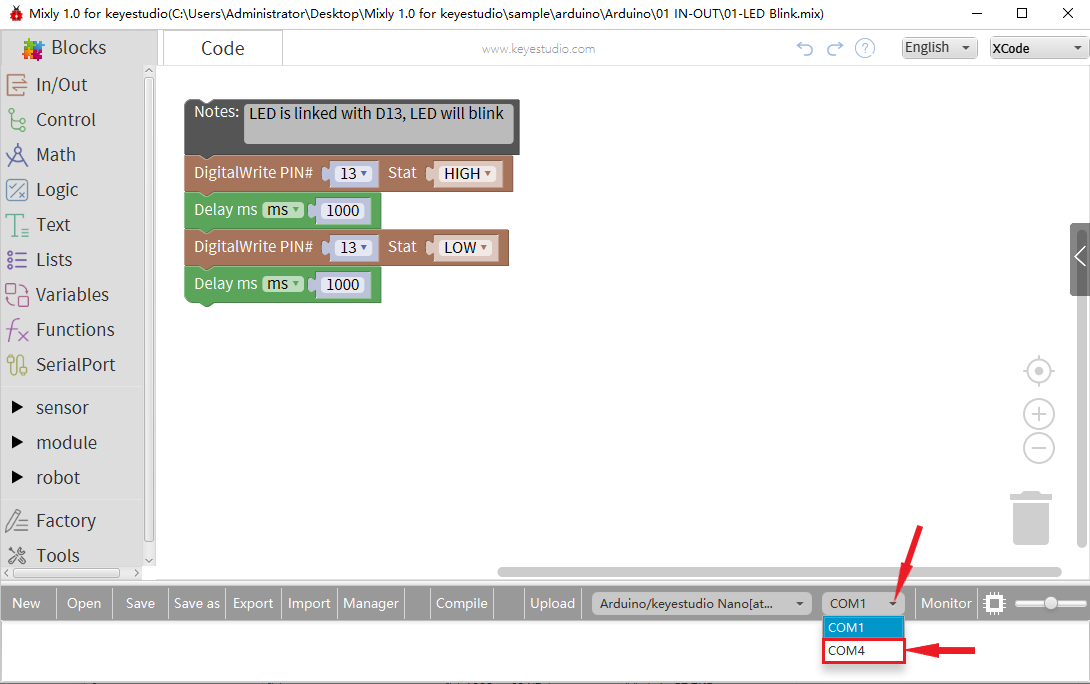 Mixly 1.0 for keyestudio(C:\Users\Administrator\Desktop\Mixly 1.0 for keyestudio\sample\arduino\Arduino\01 IN-OUT\01-LED Blink.mix)
Blocks
Code
www.keyestudio.com
?
English
XCode
In/Out
Control
Math
Logic
Text
Lists
Variables
Functions
SerialPort
sensor
module
robot
Factory
Tools
Notes: LED is linked with D13, LED will blink
DigitalWrite PIN# 13 Stat HIGH
Delay ms ms 1000
DigitalWrite PIN# 13 Stat LOW
Delay ms ms 1000
New Open Save Save as Export Import Manager Compile Upload Arduino/keyestudio Nano[at... COM1 Monitor
COM1
COM4